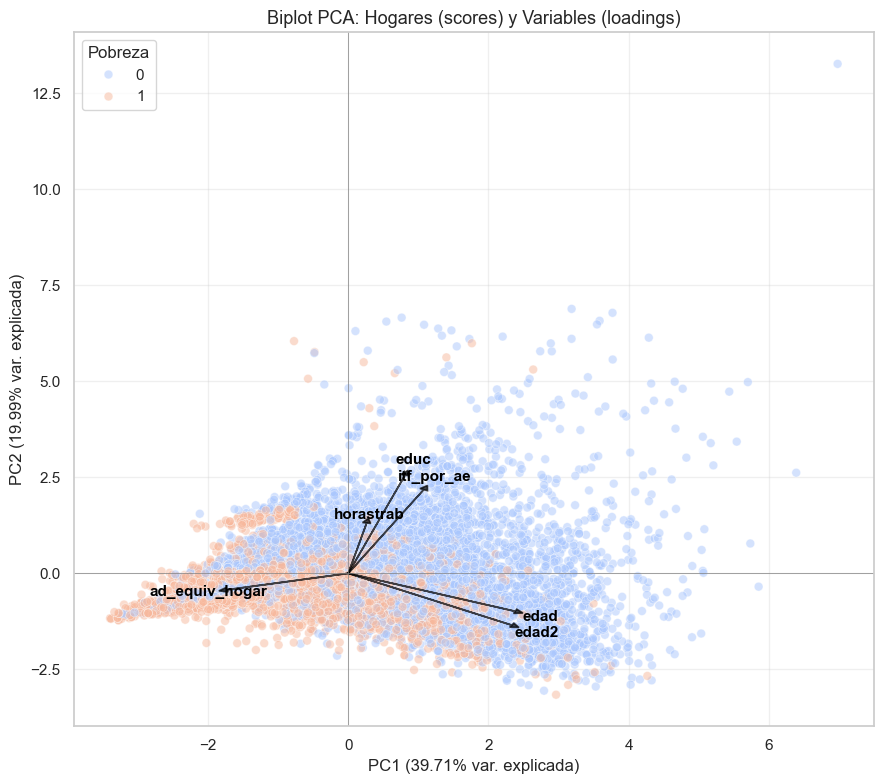 Biplot PCA: Hogares (scores) y Variables (loadings)
Pobreza
0
1
12.5
10.0
7.5
5.0
2.5
0.0
−2.5
PC2 (19.99% var. explicada)
educ
itf_por_ae
horastrab
ad_equiv_hogar
edad
edad2
−2
0
2
4
6
PC1 (39.71% var. explicada)